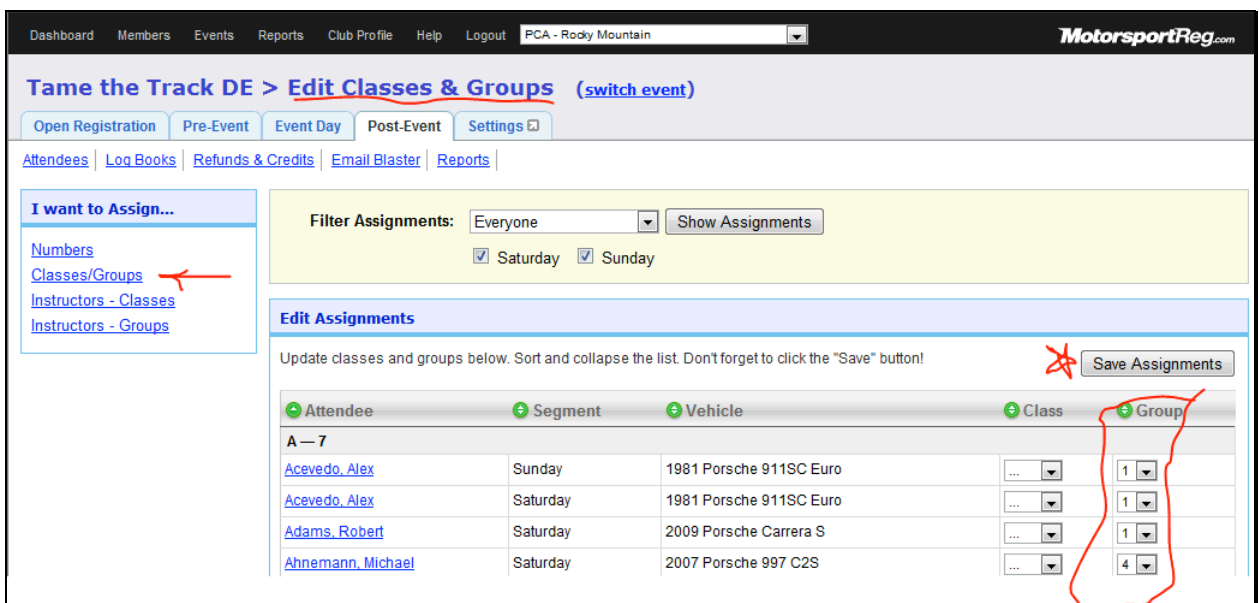 Dashboard Members Events Reports Club Profile Help Logout PCA - Rocky Mountain MotorsportReg.com
Tame the Track DE > Edit Classes & Groups (switch event)
Open Registration Pre-Event Event Day Post-Event Settings
Attendees Log Books Refunds & Credits Email Blaster Reports
I want to Assign...
Numbers
Classes/Groups
Instructors - Classes
Instructors - Groups
Filter Assignments: Everyone Show Assignments
Saturday Sunday
Edit Assignments
Update classes and groups below. Sort and collapse the list. Don't forget to click the "Save" button! Save Assignments
Attendee Segment Vehicle Class Group
A — 7
Acevedo, Alex Sunday 1981 Porsche 911SC Euro ... 1
Acevedo, Alex Saturday 1981 Porsche 911SC Euro ... 1
Adams, Robert Saturday 2009 Porsche Carrera S ... 1
Ahnemann, Michael Saturday 2007 Porsche 997 C2S ... 4